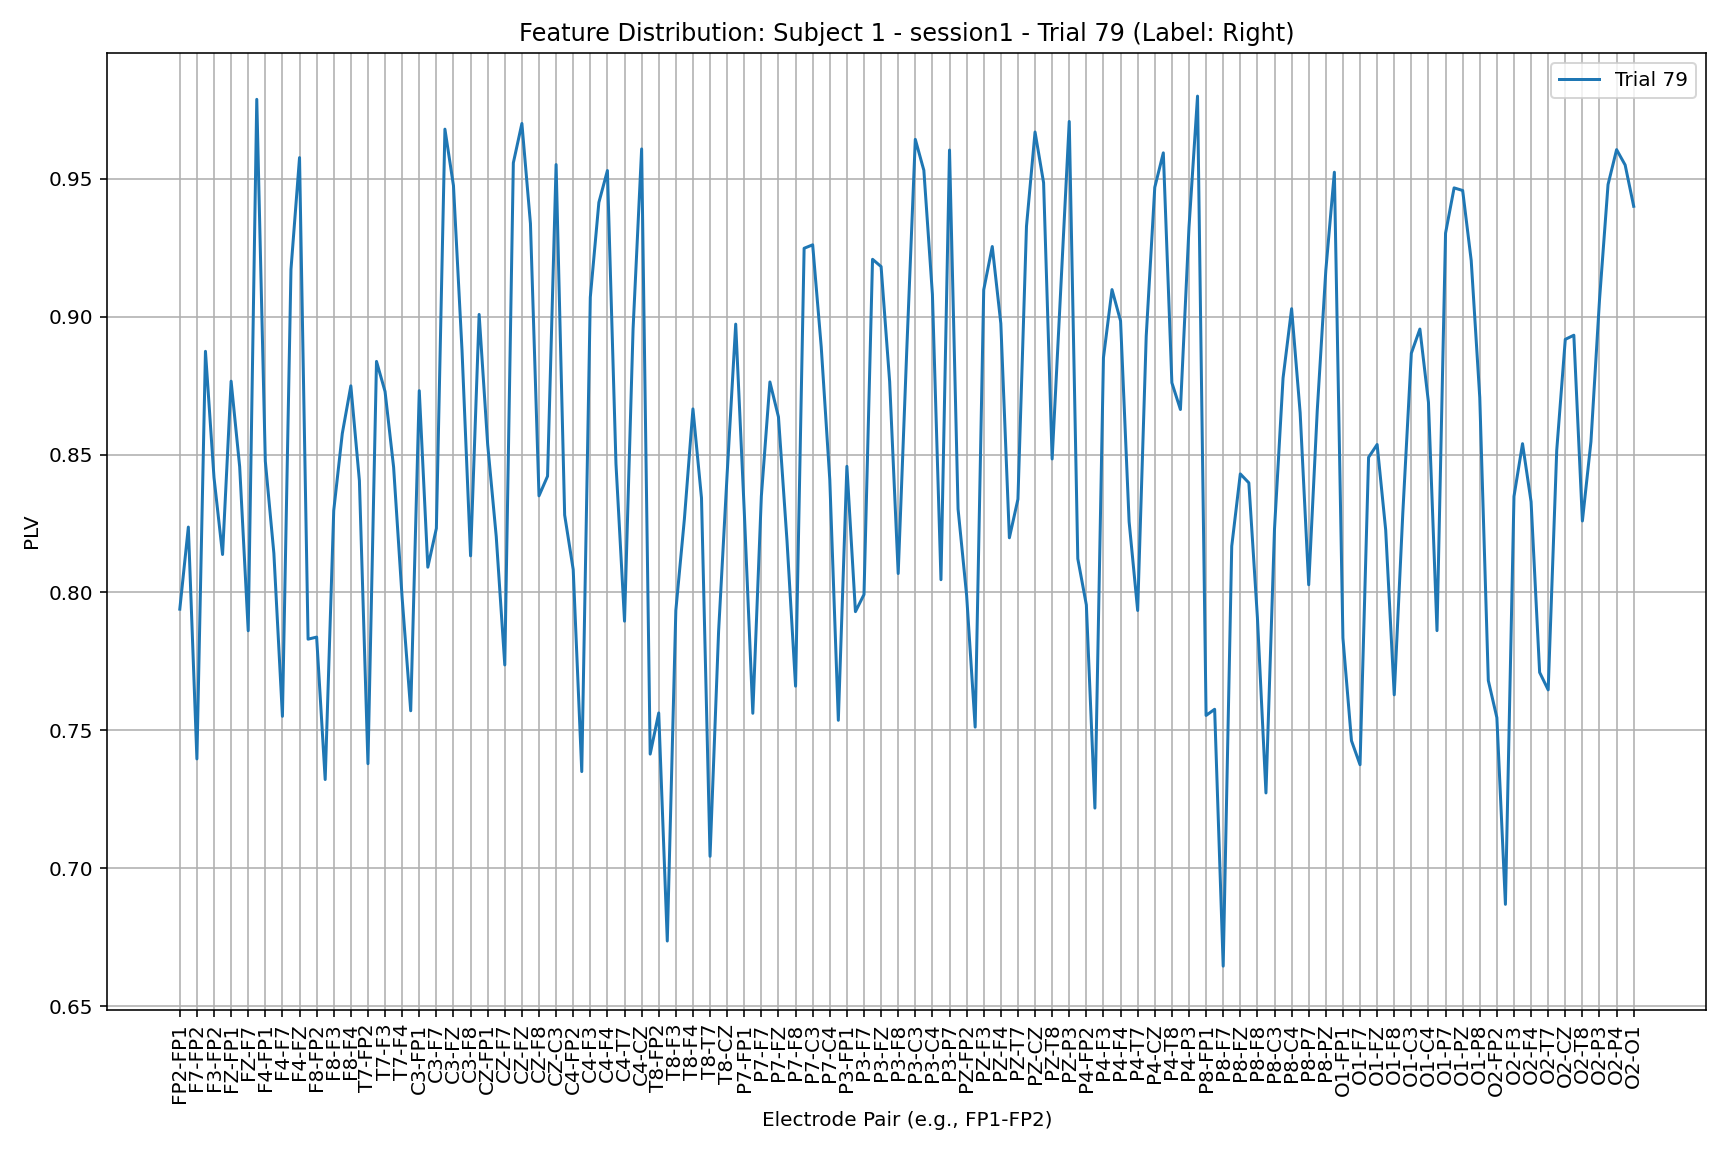 Feature Distribution: Subject 1 - session1 - Trial 79 (Label: Right)
Trial 79
0.95
0.90
0.85
0.80
0.75
0.70
0.65
PLV
FP2-FP1
F7-FP2
F3-FP2
FZ-FP1
FZ-F7
F4-FP1
F4-F7
F4-FZ
F8-FP2
F8-F3
F8-F4
T7-FP2
T7-F3
T7-F4
C3-FP1
C3-F7
C3-FZ
C3-F8
CZ-FP1
CZ-F7
CZ-FZ
CZ-F8
CZ-C3
C4-FP2
C4-F3
C4-F4
C4-T7
C4-CZ
T8-FP2
T8-F3
T8-F4
T8-T7
T8-CZ
P7-FP1
P7-F7
P7-FZ
P7-F8
P7-C3
P7-C4
P3-FP1
P3-F7
P3-FZ
P3-F8
P3-C3
P3-C4
P3-P7
PZ-FP2
PZ-F3
PZ-F4
PZ-T7
PZ-CZ
PZ-T8
PZ-P3
P4-FP2
P4-F3
P4-F4
P4-T7
P4-CZ
P4-T8
P4-P3
P8-FP1
P8-F7
P8-FZ
P8-F8
P8-C3
P8-C4
P8-P7
P8-PZ
O1-FP1
O1-F7
O1-FZ
O1-F8
O1-C3
O1-C4
O1-P7
O1-PZ
O1-P8
O2-FP2
O2-F3
O2-F4
O2-T7
O2-CZ
O2-T8
O2-P3
O2-P4
O2-O1
Electrode Pair (e.g., FP1-FP2)